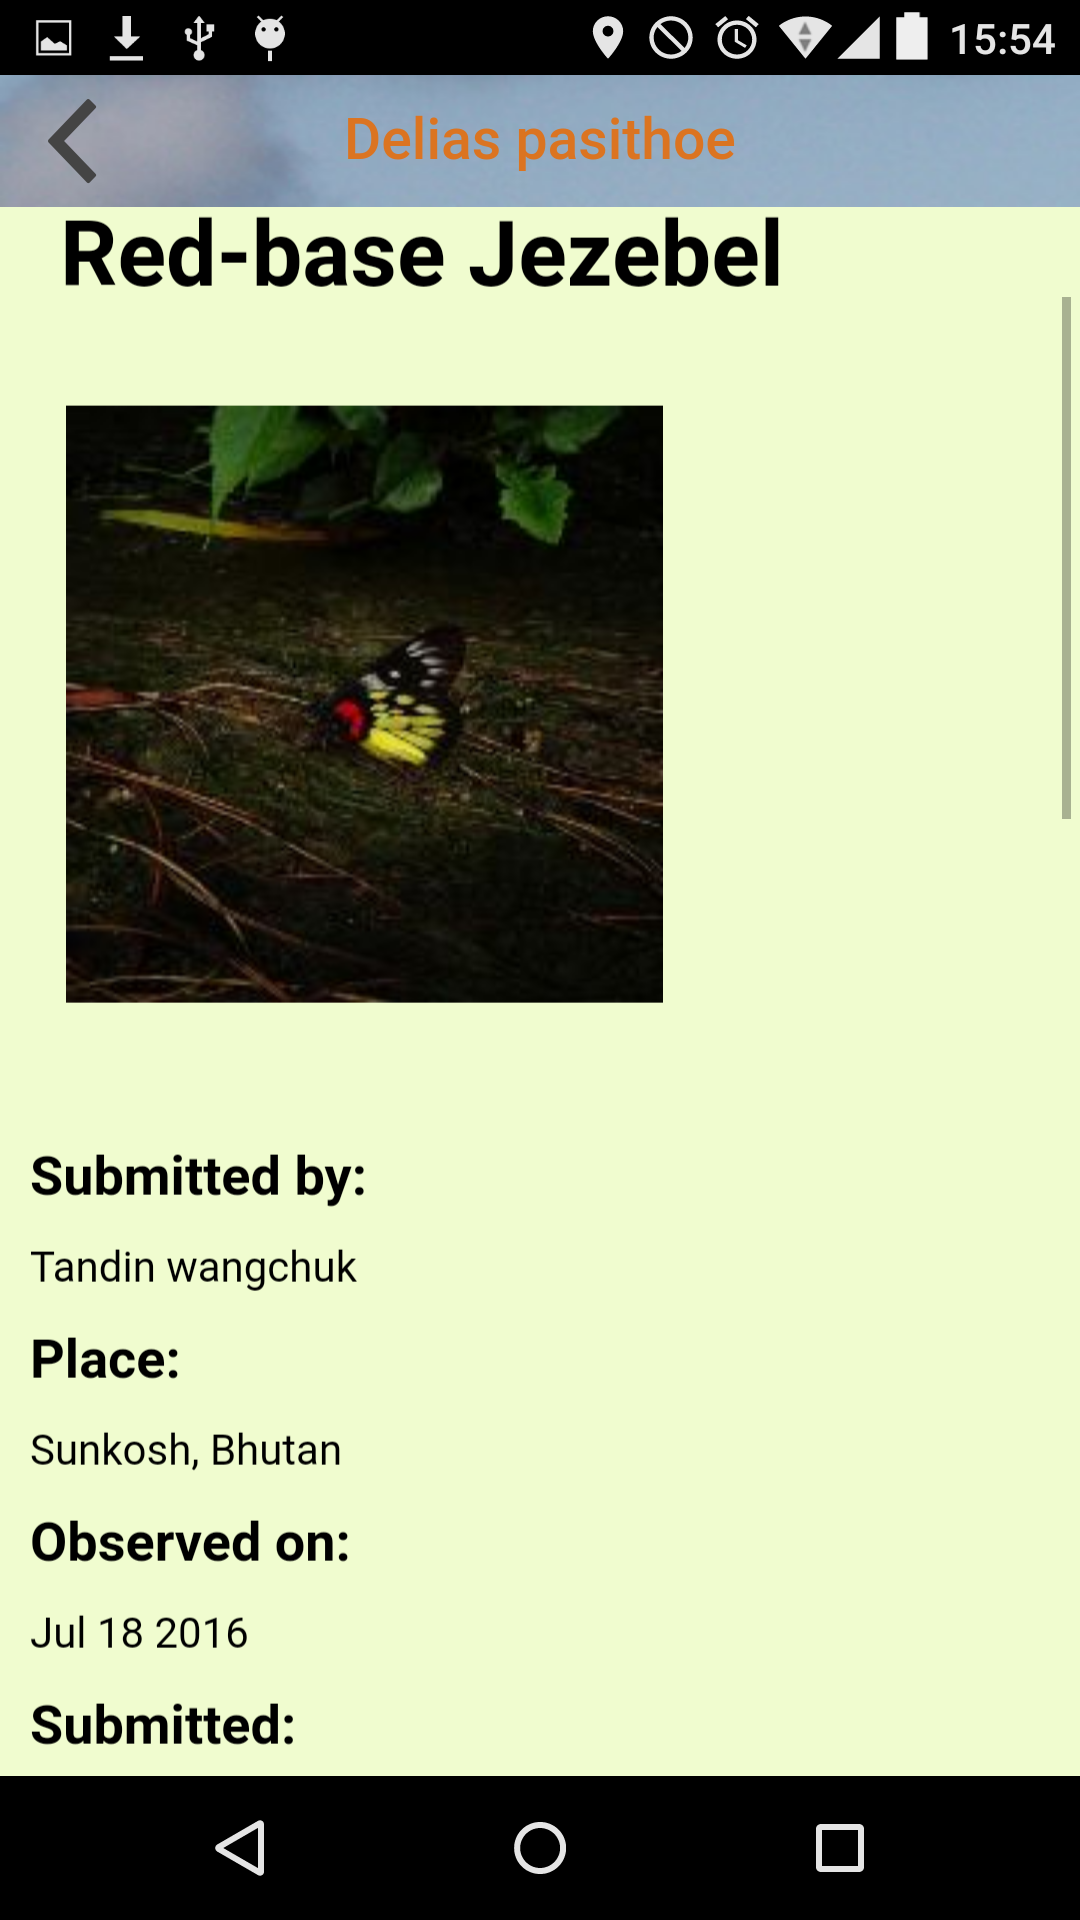 15:54
Delias pasithoe
Red-base Jezebel
Submitted by:
Tandin wangchuk
Place:
Sunkosh, Bhutan
Observed on:
Jul 18 2016
Submitted: